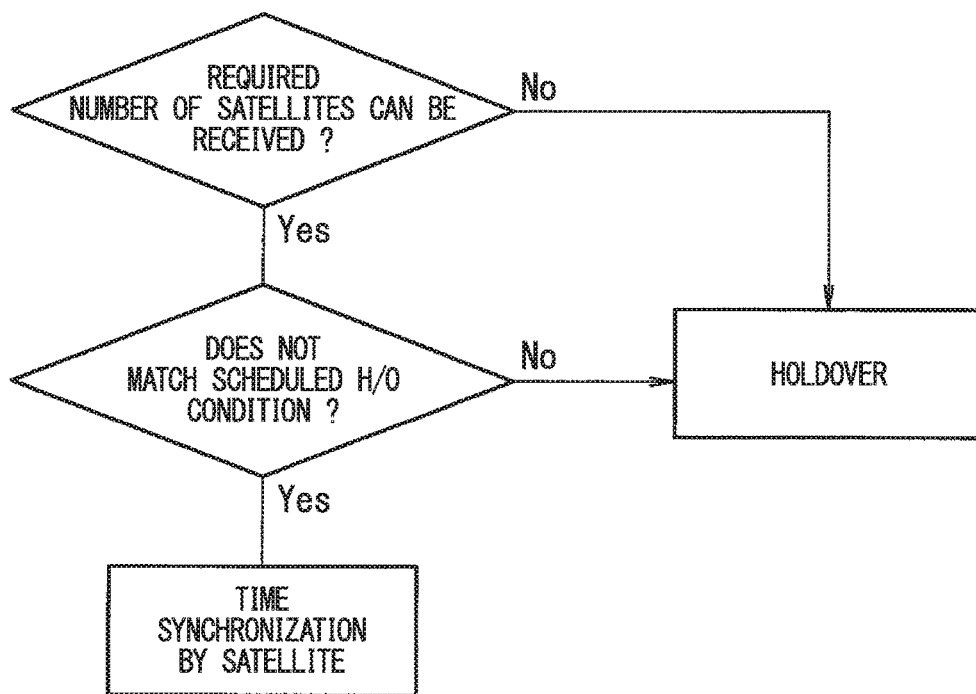 REQUIRED
NUMBER OF SATELLITES CAN BE
RECEIVED ?
No
Yes
DOES NOT
MATCH SCHEDULED H/O
CONDITION ?
No
HOLDOVER
Yes
TIME
SYNCHRONIZATION
BY SATELLITE